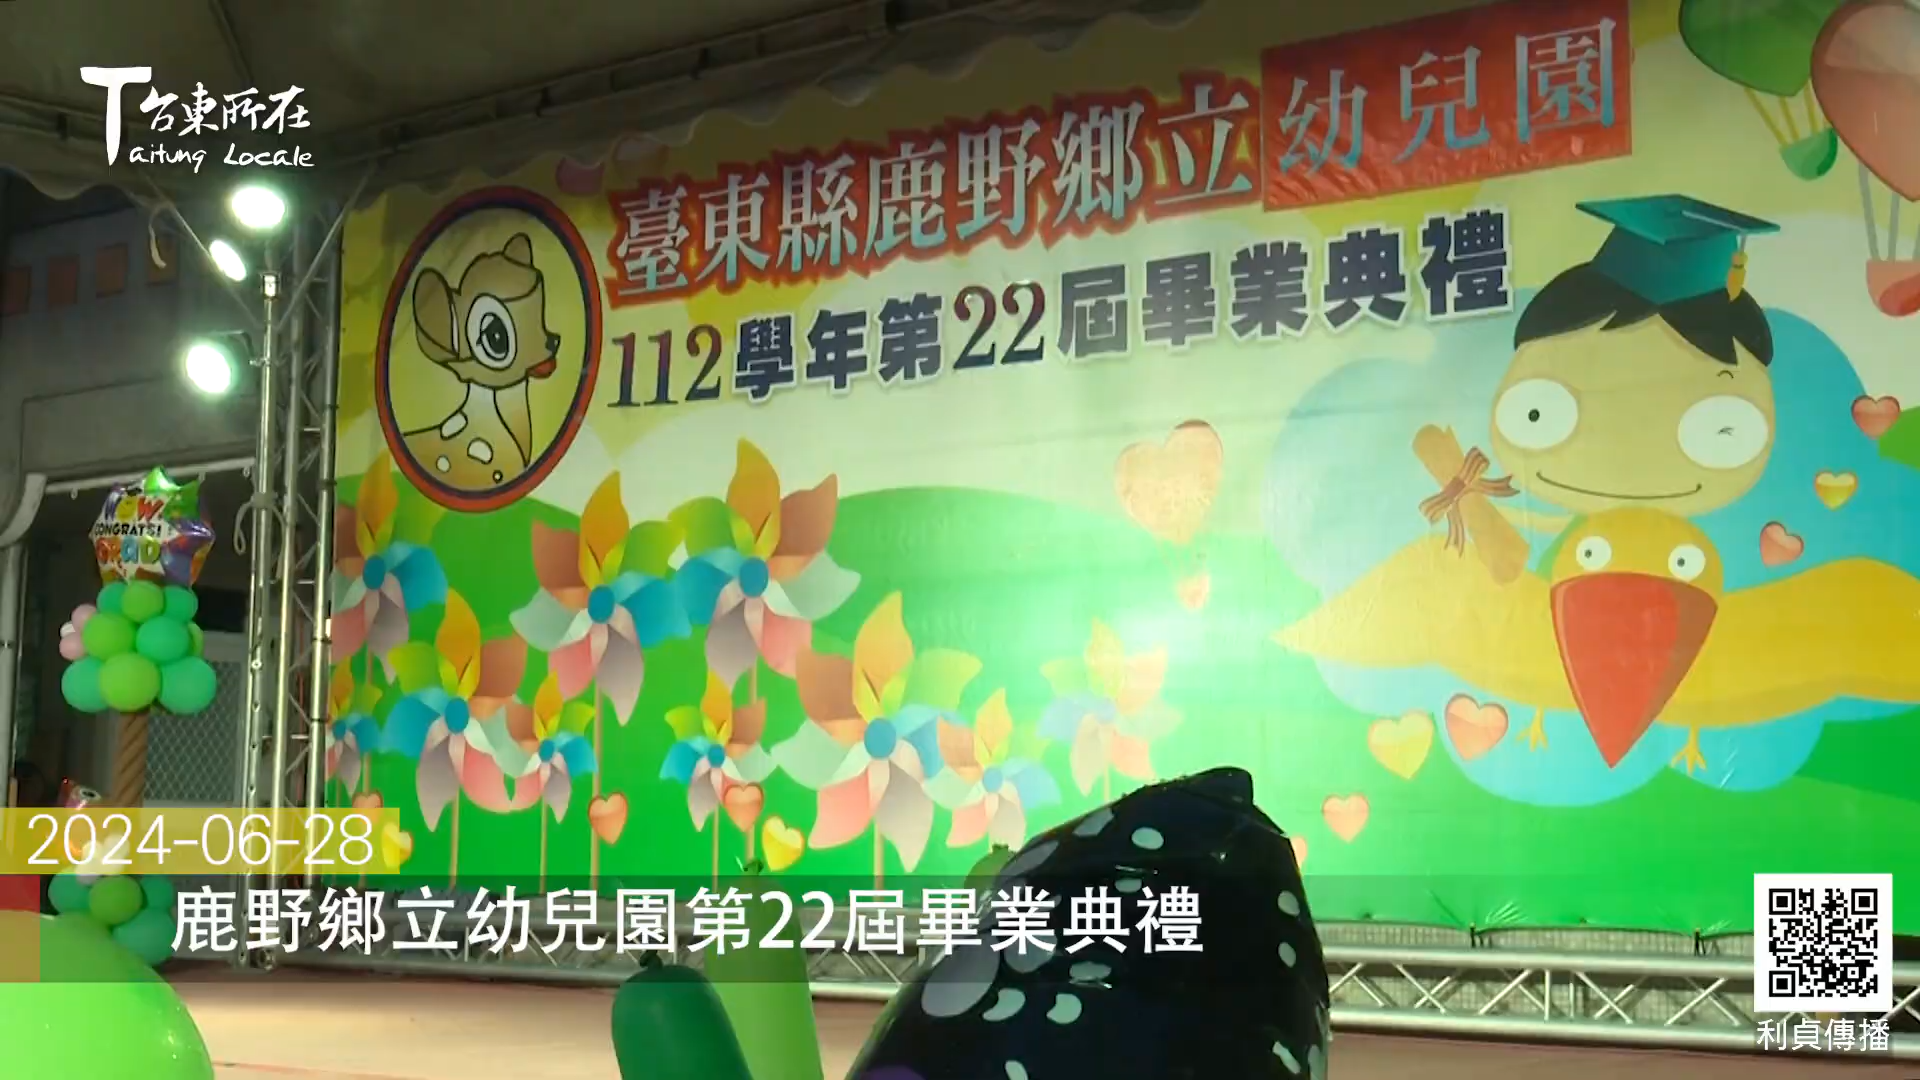 台東所在
Taitung Locale
臺東縣鹿野鄉立幼兒園
112學年第22屆畢業典禮
WOW!
CONGRATS!
GRAD
2024-06-28
鹿野鄉立幼兒園第22屆畢業典禮
利貞傳播